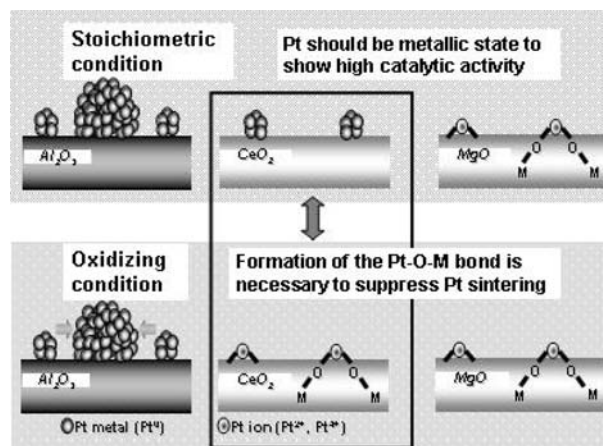 Stoichiometric
condition
Pt should be metallic state to
show high catalytic activity
Al₂O₃
CeO₂
MgO
O
O
M
M
Oxidizing
condition
Formation of the Pt-O-M bond is
necessary to suppress Pt sintering
Al₂O₃
CeO₂
O
O
M
M
MgO
O
O
M
M
Pt metal (Pt⁰)
Pt ion (Pt²⁺, Pt⁴⁺)